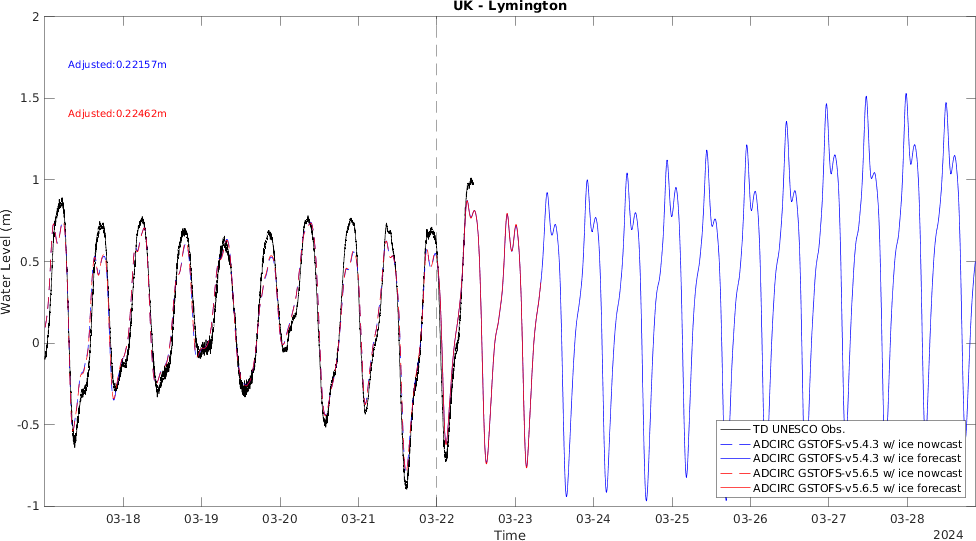 UK - Lymington
2
1.5
1
0.5
0
-0.5
-1
Water Level (m)
Adjusted:0.22157m
Adjusted:0.22462m
TD UNESCO Obs.
ADCIRC GSTOFS-v5.4.3 w/ ice nowcast
ADCIRC GSTOFS-v5.4.3 w/ ice forecast
ADCIRC GSTOFS-v5.6.5 w/ ice nowcast
ADCIRC GSTOFS-v5.6.5 w/ ice forecast
03-18 03-19 03-20 03-21 03-22 03-23 03-24 03-25 03-26 03-27 03-28
Time
2024